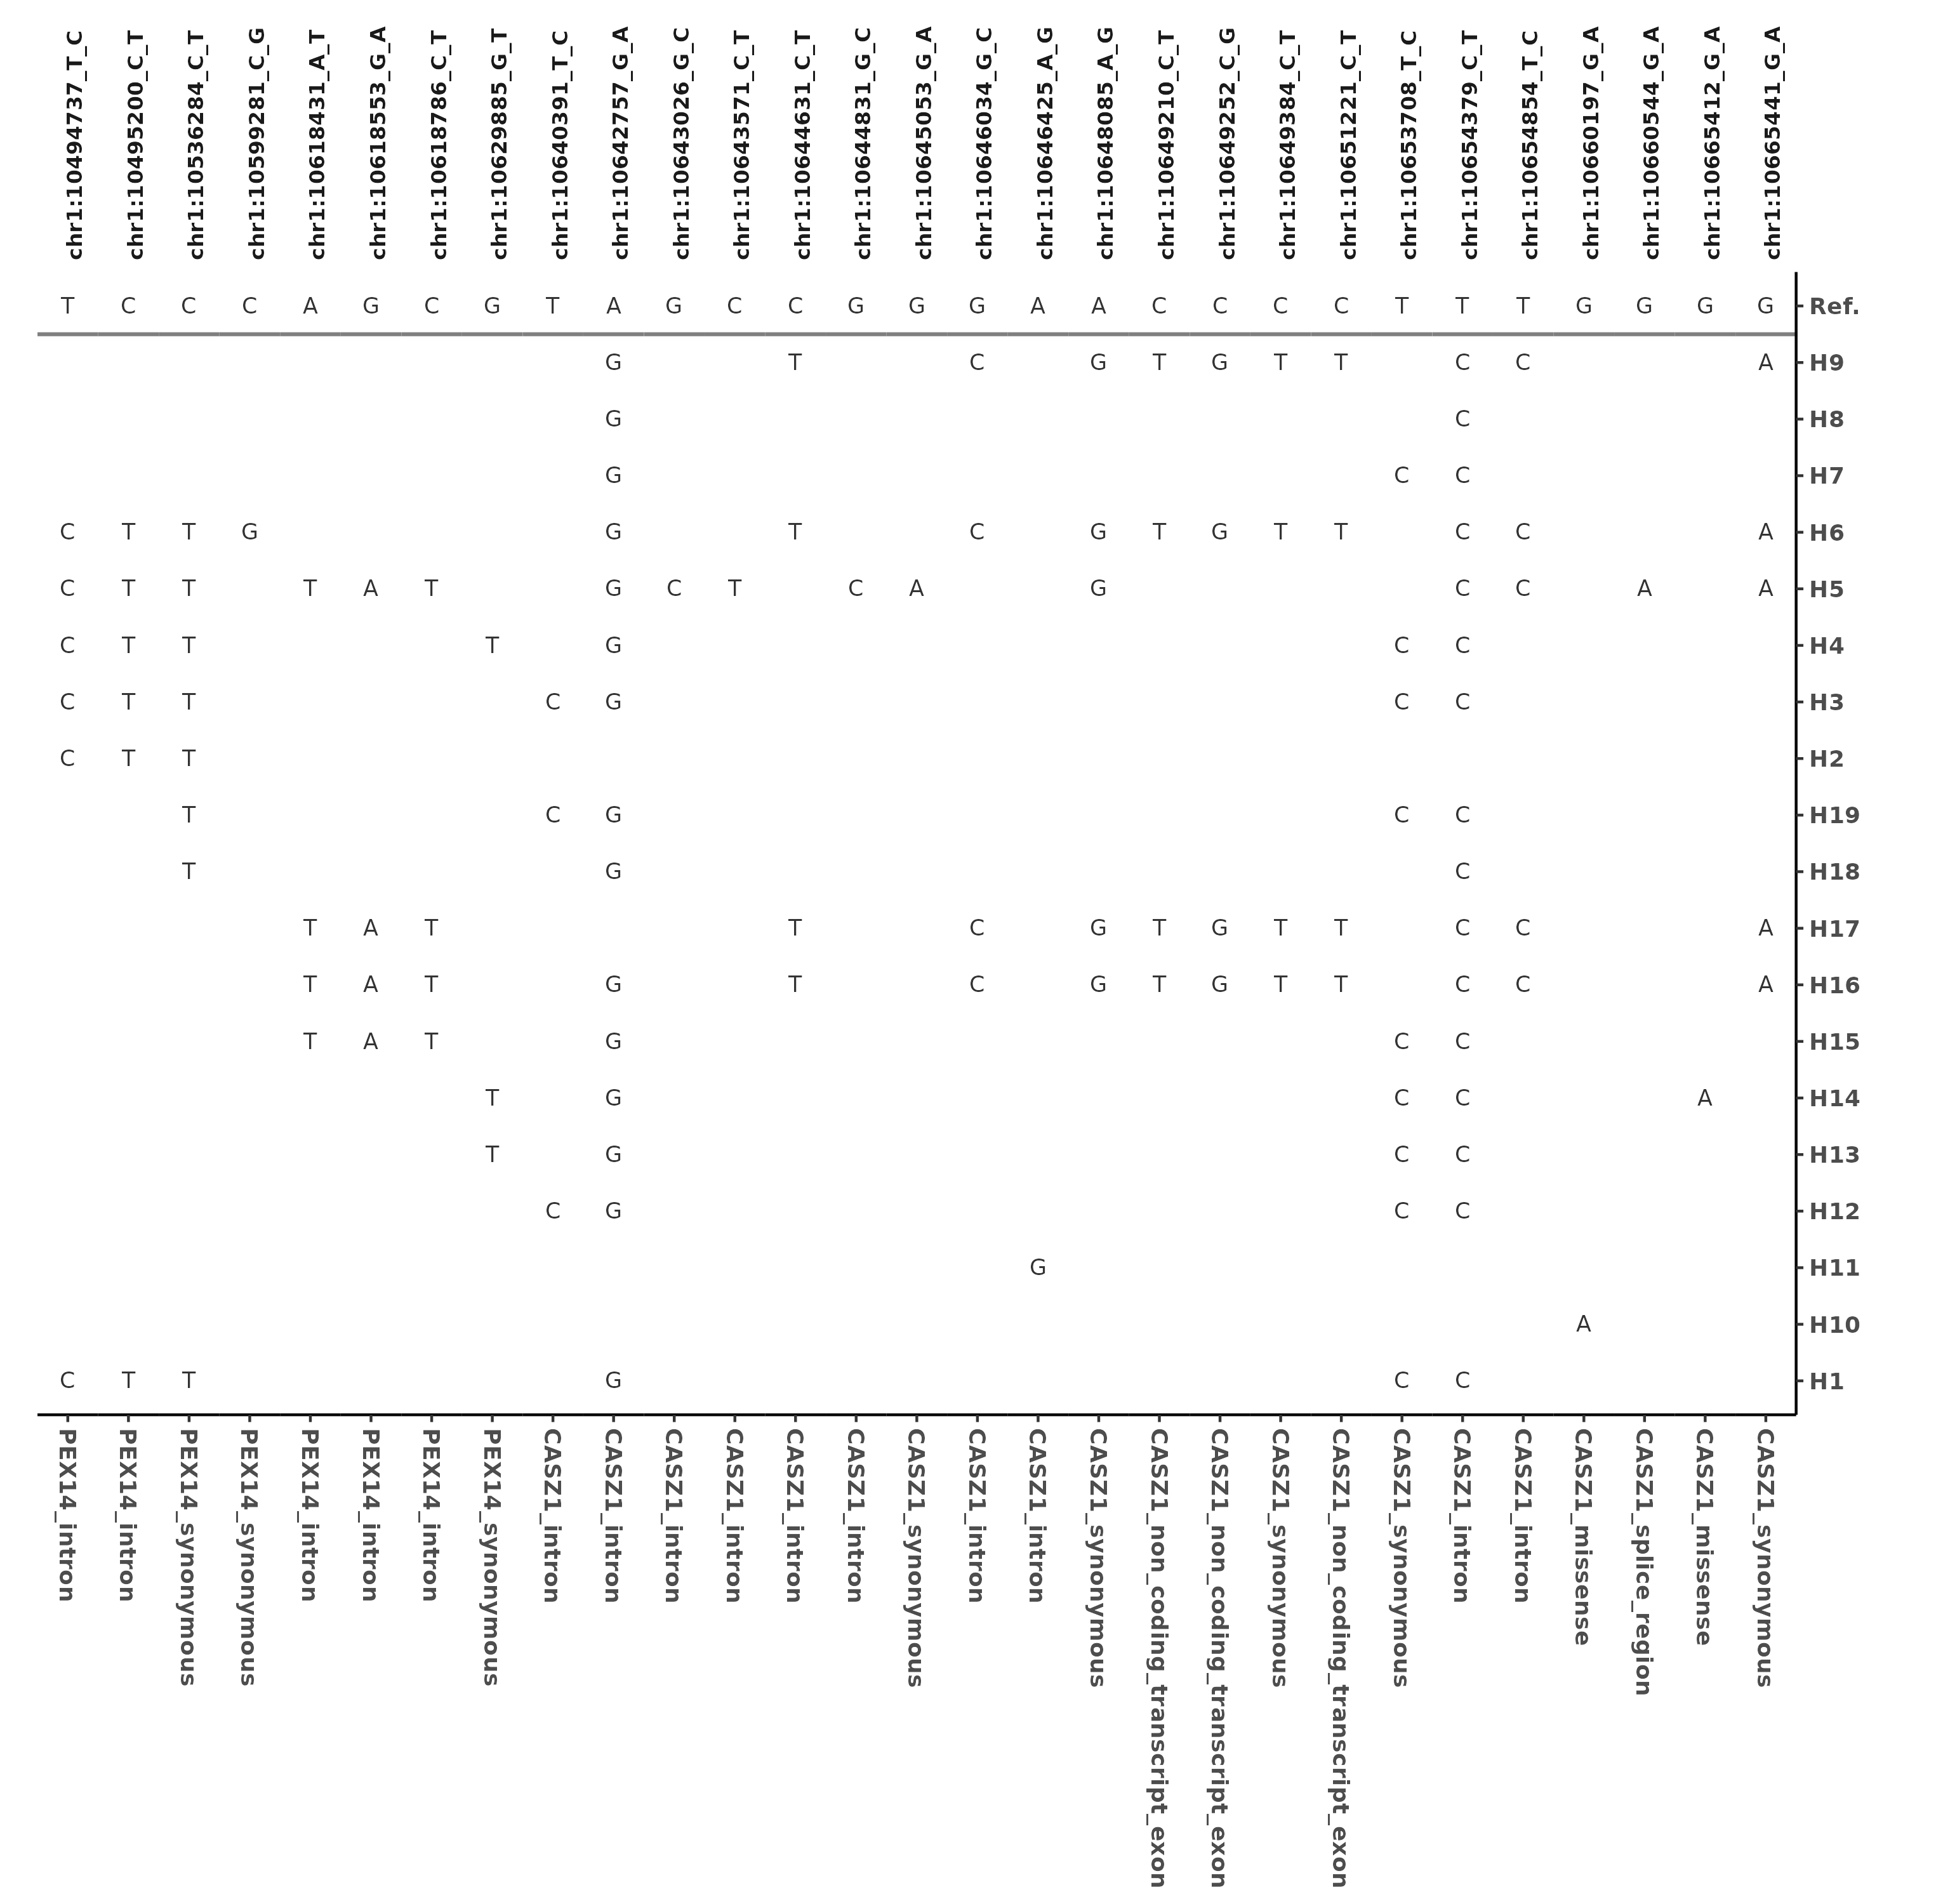 chr1:10494737_T_C chr1:10495200_C_T chr1:10536284_C_T chr1:10599281_C_G chr1:10618431_A_T chr1:10618553_G_A chr1:10618786_C_T chr1:10629885_G_T chr1:10640391_T_C chr1:10642757_G_A chr1:10643026_G_C chr1:10643571_C_T chr1:10644631_C_T chr1:10644831_G_C chr1:10645053_G_A chr1:10646034_G_C chr1:10646425_A_G chr1:10648085_A_G chr1:10649210_C_T chr1:10649252_C_G chr1:10649384_C_T chr1:10651221_C_T chr1:10653708_T_C chr1:10654379_C_T chr1:10654854_T_C chr1:10660197_G_A chr1:10660544_G_A chr1:10665412_G_A chr1:10665441_G_A
T C C C A G C G T A G C C G G G A A C C C C T T T G G G G Ref.
G T C G T G T T C C A H9
G C H8
G C C H7
C T T G G T C G T G T T C C A H6
C T T T A T G C T C A G C C A A H5
C T T T G C C H4
C T T C G C C H3
C T T H2
T C G C C H19
T G C H18
T A T T C G T G T T C C A H17
T A T G T C G T G T T C C A H16
T A T G C C H15
T G C C A H14
T G C C H13
C G C C H12
G H11
A H10
C T T G C C H1
PEX14_intron PEX14_intron PEX14_synonymous PEX14_synonymous PEX14_intron PEX14_intron PEX14_intron PEX14_synonymous CASZ1_intron CASZ1_intron CASZ1_intron CASZ1_intron CASZ1_intron CASZ1_intron CASZ1_synonymous CASZ1_intron CASZ1_intron CASZ1_synonymous CASZ1_non_coding_transcript_exon CASZ1_non_coding_transcript_exon CASZ1_synonymous CASZ1_non_coding_transcript_exon CASZ1_synonymous CASZ1_intron CASZ1_intron CASZ1_missense CASZ1_splice_region CASZ1_missense CASZ1_synonymous